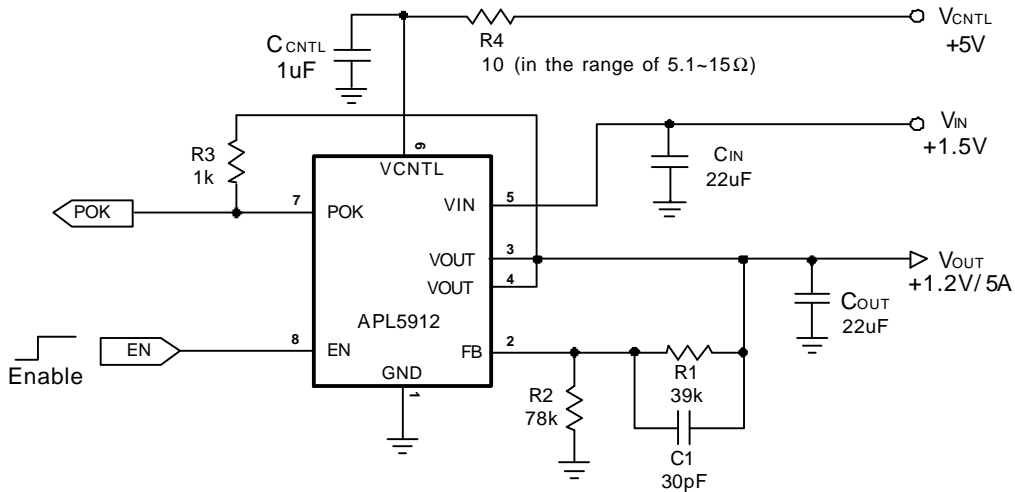 VCNTL
+5V
R4
10 (in the range of 5.1~15Ω)
CCNTL
1uF
VIN
+1.5V
CIN
22uF
R3
1k
6
VCNTL
POK
7
POK
VIN
5
VOUT
3
VOUT
4
VOUT
+1.2V/5A
COUT
22uF
APL5912
Enable
EN
8
EN
FB
2
GND
1
R2
78k
R1
39k
C1
30pF